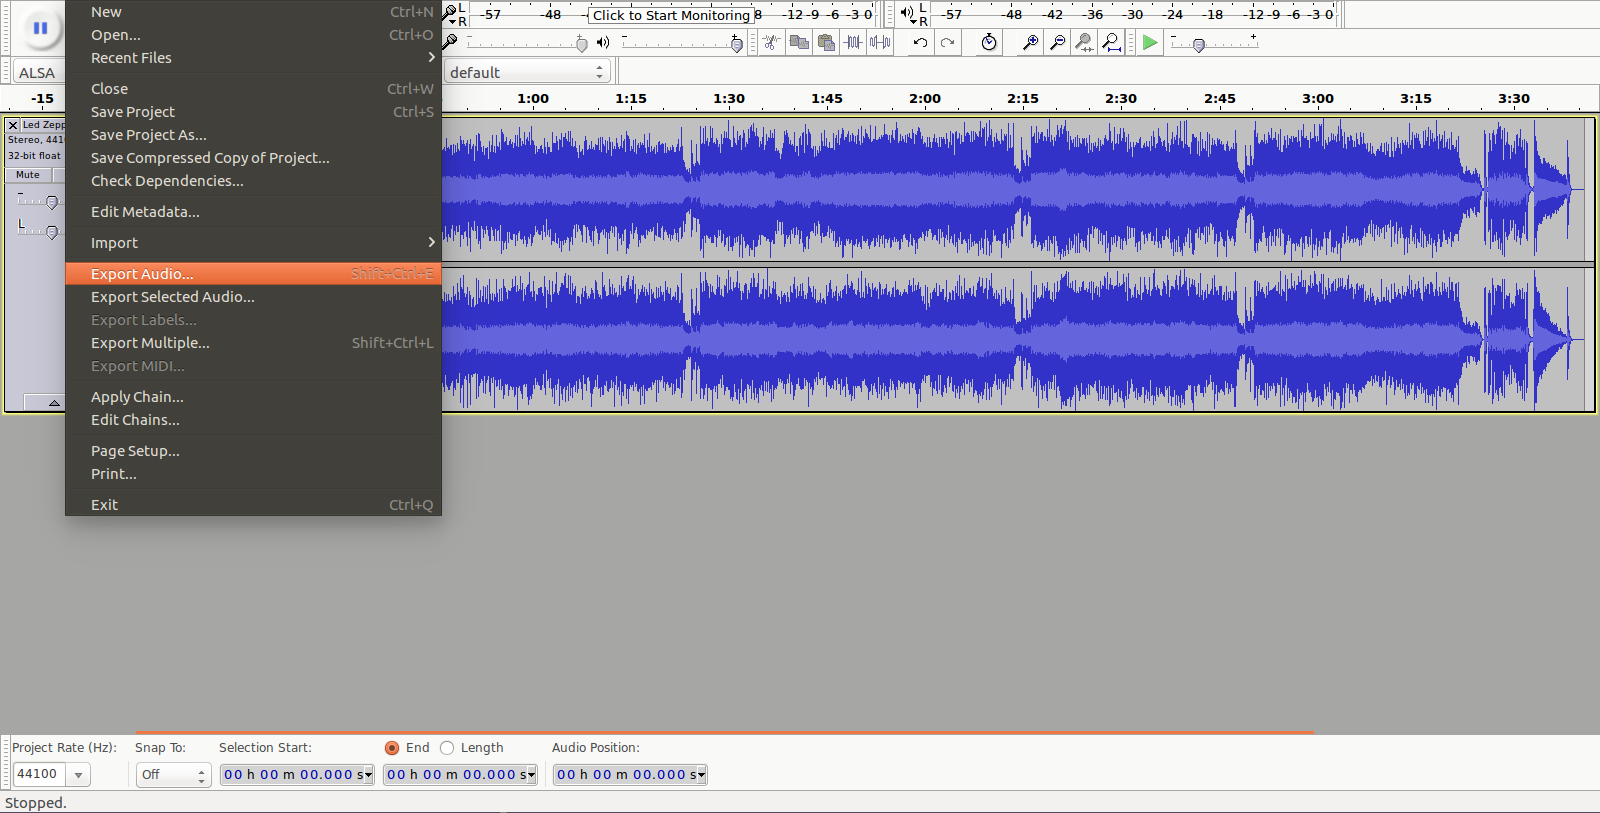 New Ctrl+N
Open... Ctrl+O
Recent Files
Close Ctrl+W
Save Project Ctrl+S
Save Project As...
Save Compressed Copy of Project...
Check Dependencies...
Edit Metadata...
Import
Export Audio... Shift+Ctrl+E
Export Selected Audio...
Export Labels...
Export Multiple... Shift+Ctrl+L
Export MIDI...
Apply Chain...
Edit Chains...
Page Setup...
Print...
Exit Ctrl+Q
L
R
-57 -48 Click to Start Monitoring 8 -12 -9 -6 -3 0
L
R
-57 -48 -42 -36 -30 -24 -18 -12 -9 -6 -3 0
- + - +
- +
ALSA
default
-15 1:00 1:15 1:30 1:45 2:00 2:15 2:30 2:45 3:00 3:15 3:30
Led Zepp
Stereo, 441
32-bit float
Mute
-
L
Project Rate (Hz): Snap To: Selection Start: End Length Audio Position:
44100 Off 00 h 00 m 00.000 s 00 h 00 m 00.000 s 00 h 00 m 00.000 s
Stopped.